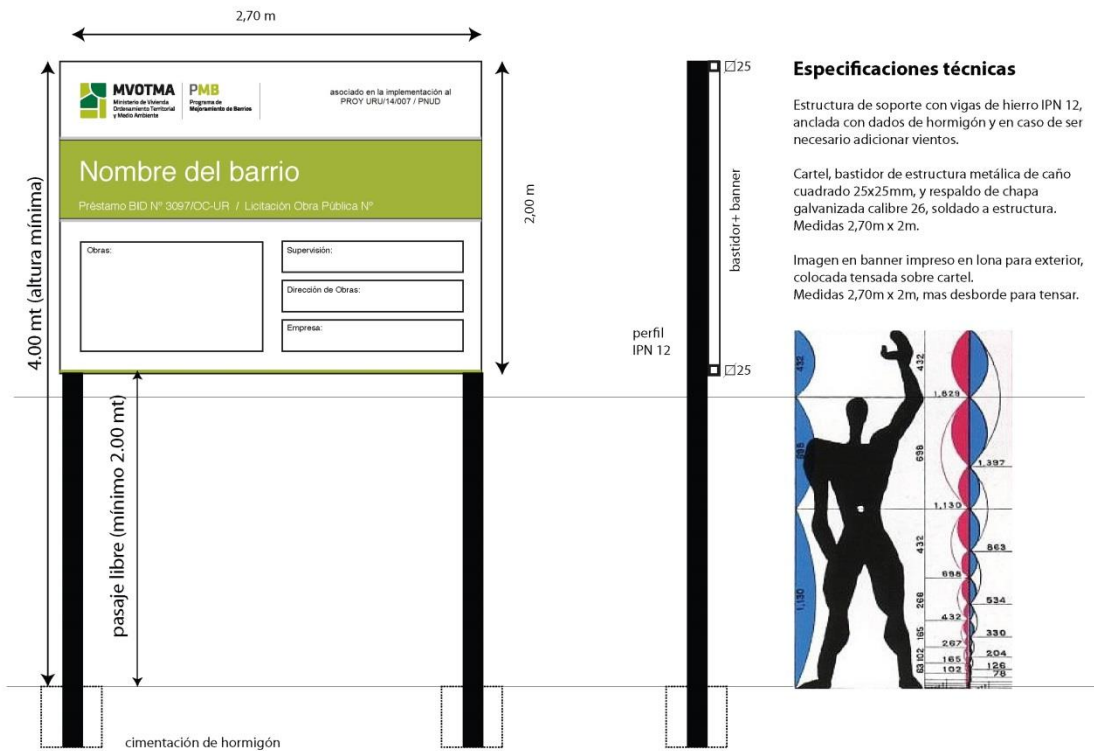 2,70 m
MVOTMA
Ministerio de Vivienda
Ordenamiento Territorial
y Medio Ambiente
PMB
Programa de
Mejoramiento de Barrios
asociado en la implementación al
PROY URU/14/007 / PNUD
Nombre del barrio
Préstamo BID Nº 3097/OC-UR / Licitación Obra Pública Nº
Obras:
Supervisión:
Dirección de Obras:
Empresa:
4.00 mt (altura mínima)
pasaje libre (mínimo 2.00 mt)
2,00 m
cimentación de hormigón
25
bastidor+ banner
perfil
IPN 12
25
Especificaciones técnicas
Estructura de soporte con vigas de hierro IPN 12,
anclada con dados de hormigón y en caso de ser
necesario adicionar vientos.
Cartel, bastidor de estructura metálica de caño
cuadrado 25x25mm, y respaldo de chapa
galvanizada calibre 26, soldado a estructura.
Medidas 2,70m x 2m.
Imagen en banner impreso en lona para exterior,
colocada tensada sobre cartel.
Medidas 2,70m x 2m, mas desborde para tensar.
432
698
1,130
432
698
432
268
165
102
63
1,829
1,130
698
432
267
165
102
1,397
863
534
330
204
126
78